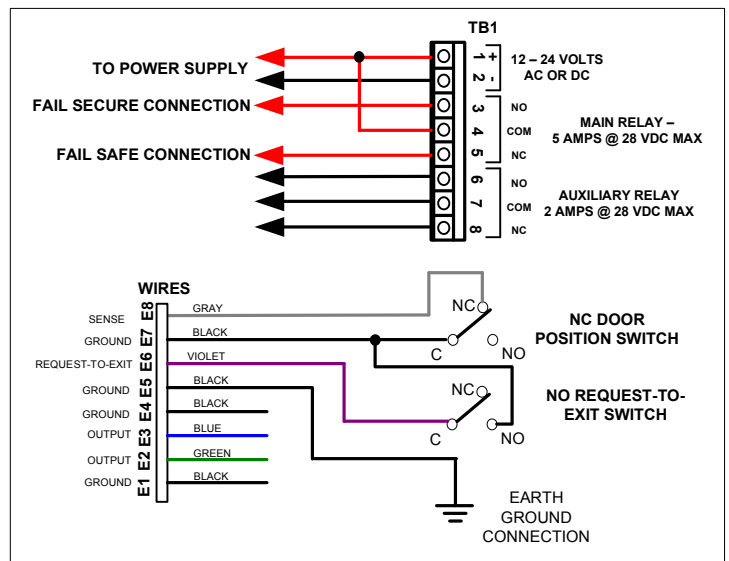 TB1
TO POWER SUPPLY
FAIL SECURE CONNECTION
FAIL SAFE CONNECTION
1 +
2 -
3 NO
4 COM
5 NC
6 NO
7 COM
8 NC
12 – 24 VOLTS
AC OR DC
MAIN RELAY –
5 AMPS @ 28 VDC MAX
AUXILIARY RELAY
2 AMPS @ 28 VDC MAX
WIRES
SENSE E8 GRAY
GROUND E7 BLACK
REQUEST-TO-EXIT E6 VIOLET
GROUND E5 BLACK
GROUND E4 BLACK
OUTPUT E3 BLUE
OUTPUT E2 GREEN
GROUND E1 BLACK
NC
C
NO
NC DOOR
POSITION SWITCH
NC
C
NO
NO REQUEST-TO-
EXIT SWITCH
EARTH
GROUND
CONNECTION